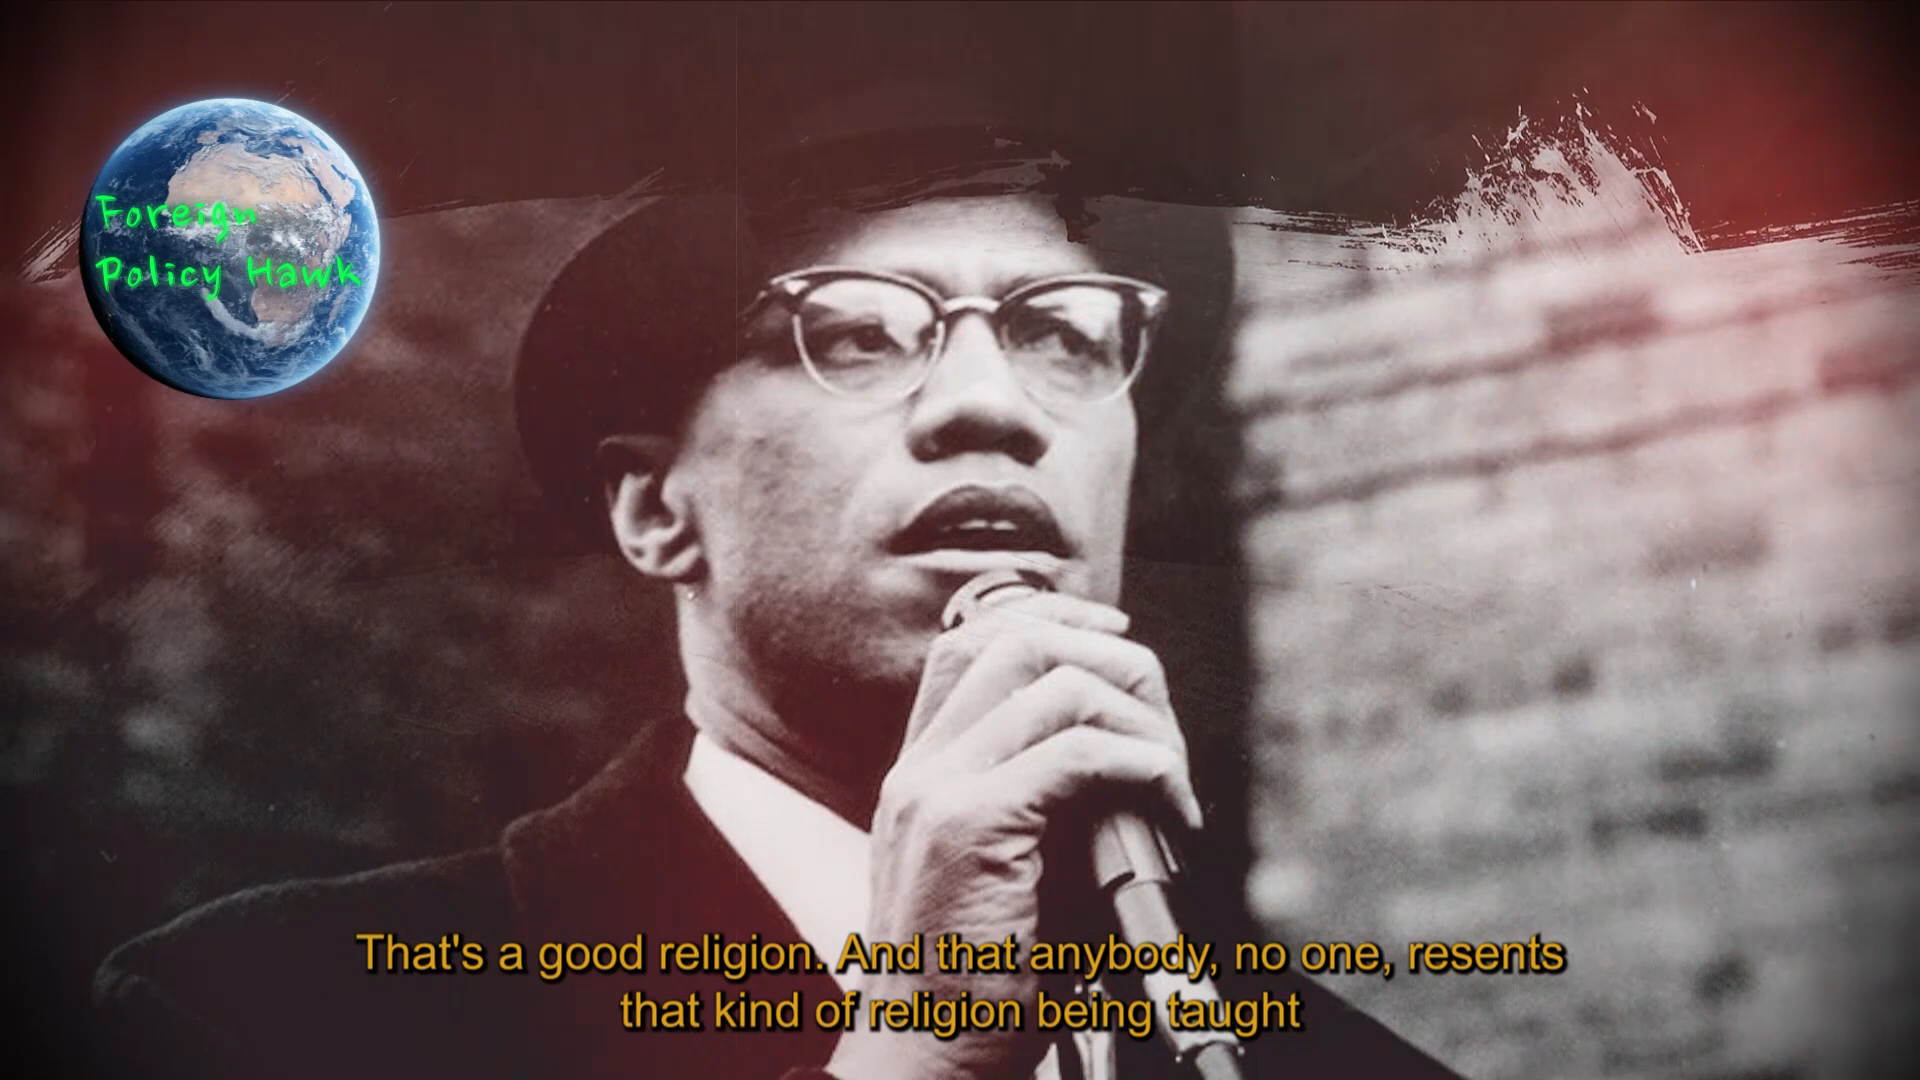 Foreign
Policy Hawk
That's a good religion. And that anybody, no one, resents
that kind of religion being taught